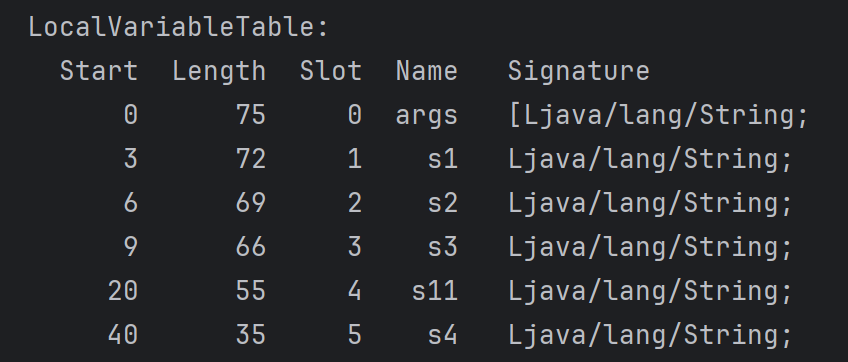 LocalVariableTable:
Start Length Slot Name Signature
0 75 0 args [Ljava/lang/String;
3 72 1 s1 Ljava/lang/String;
6 69 2 s2 Ljava/lang/String;
9 66 3 s3 Ljava/lang/String;
20 55 4 s11 Ljava/lang/String;
40 35 5 s4 Ljava/lang/String;